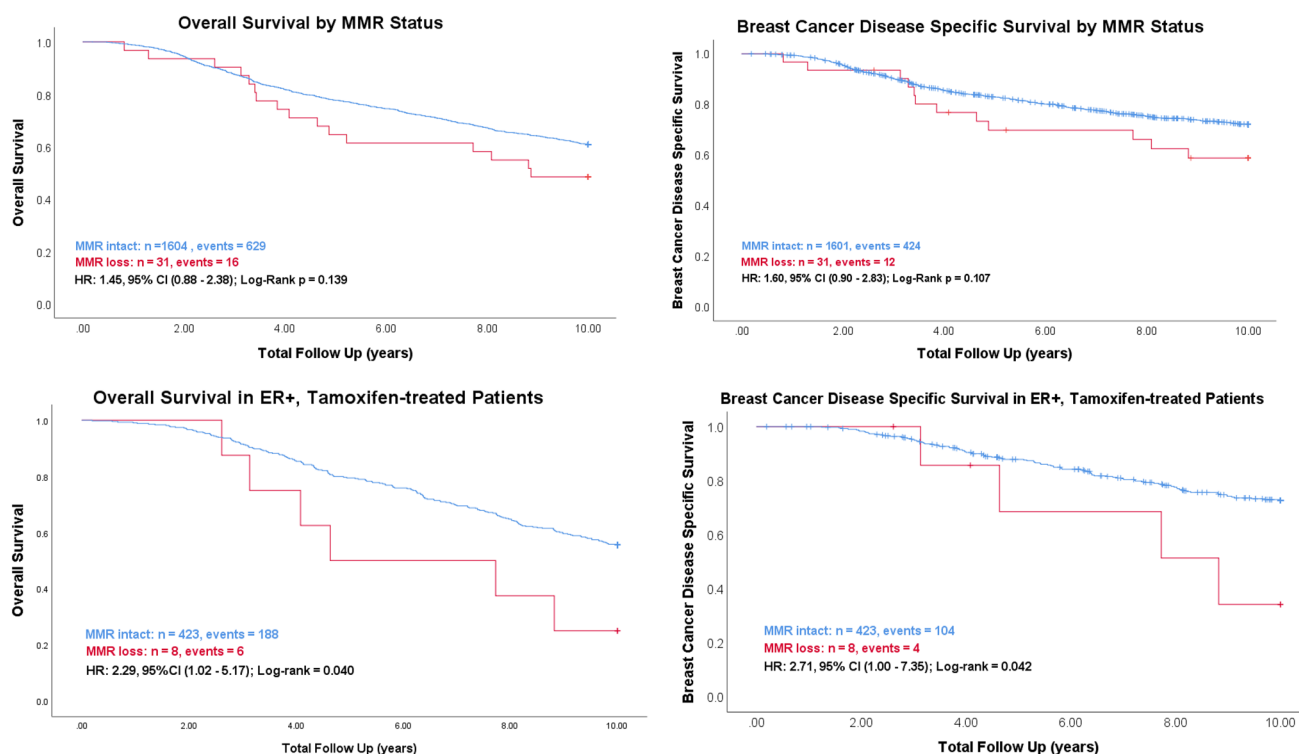 Overall Survival by MMR Status
Overall Survival
1.0
0.8
0.6
0.4
0.2
0.0
MMR intact: n =1604 , events = 629
MMR loss: n = 31, events = 16
HR: 1.45, 95% CI (0.88 - 2.38); Log-Rank p = 0.139
.00 2.00 4.00 6.00 8.00 10.00
Total Follow Up (years)
Breast Cancer Disease Specific Survival by MMR Status
Breast Cancer Disease Specific Survival
1.0
0.8
0.6
0.4
0.2
0.0
MMR intact: n = 1601, events = 424
MMR loss: n = 31, events = 12
HR: 1.60, 95% CI (0.90 - 2.83); Log-Rank p = 0.107
.00 2.00 4.00 6.00 8.00 10.00
Total Follow Up (years)
Overall Survival in ER+, Tamoxifen-treated Patients
Overall Survival
1.0
0.8
0.6
0.4
0.2
0.0
MMR intact: n = 423, events = 188
MMR loss: n = 8, events = 6
HR: 2.29, 95%CI (1.02 - 5.17); Log-rank = 0.040
.00 2.00 4.00 6.00 8.00 10.00
Total Follow Up (years)
Breast Cancer Disease Specific Survival in ER+, Tamoxifen-treated Patients
Breast Cancer Disease Specific Survival
1.0
0.8
0.6
0.4
0.2
0.0
MMR intact: n = 423, events = 104
MMR loss: n = 8, events = 4
HR: 2.71, 95% CI (1.00 - 7.35); Log-rank = 0.042
.00 2.00 4.00 6.00 8.00 10.00
Total Follow Up (years)